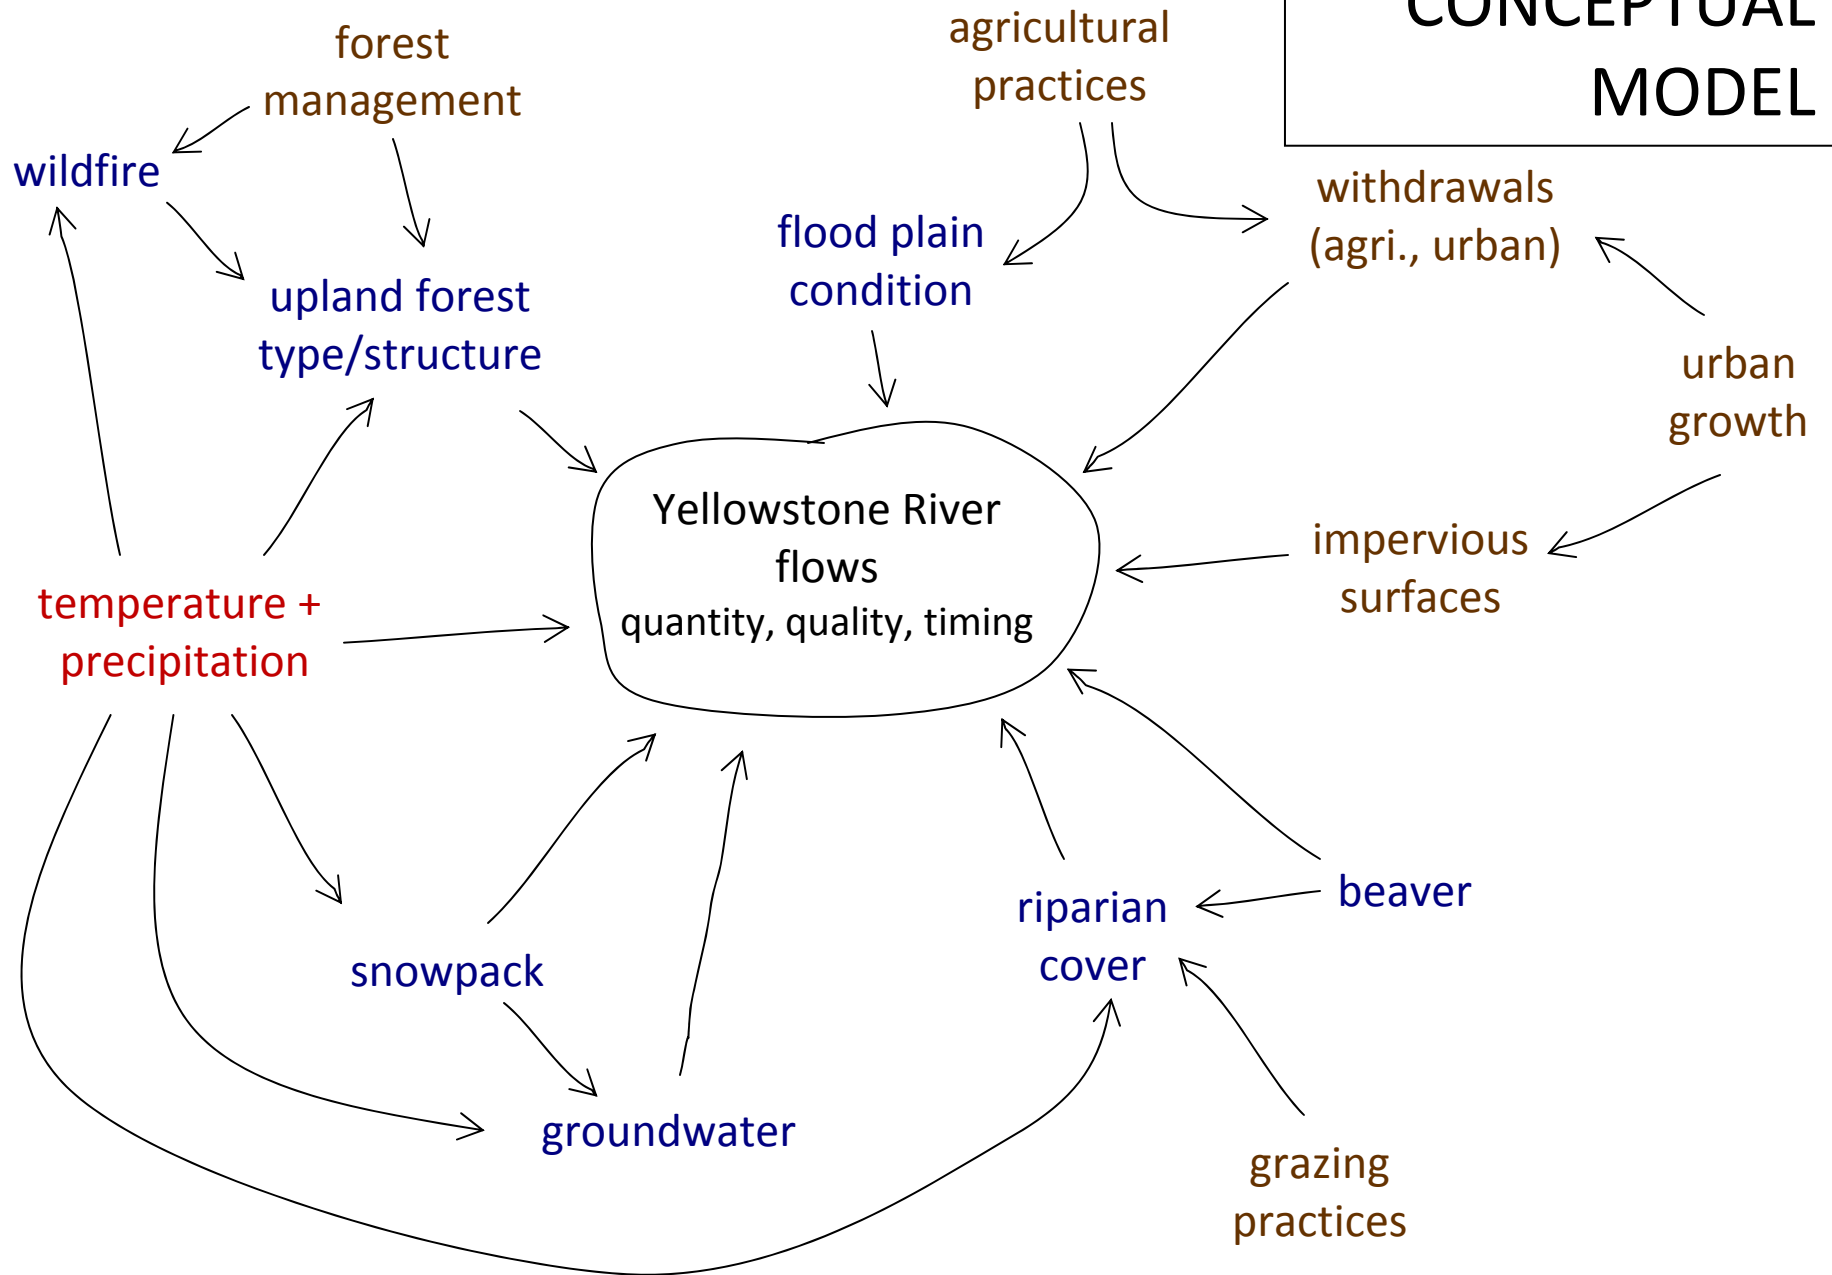 CONCEPTUAL
MODEL
forest
management
agricultural
practices
wildfire
withdrawals
(agri., urban)
flood plain
condition
upland forest
type/structure
urban
growth
Yellowstone River
flows
quantity, quality, timing
impervious
surfaces
temperature +
precipitation
riparian
cover
beaver
snowpack
groundwater
grazing
practices